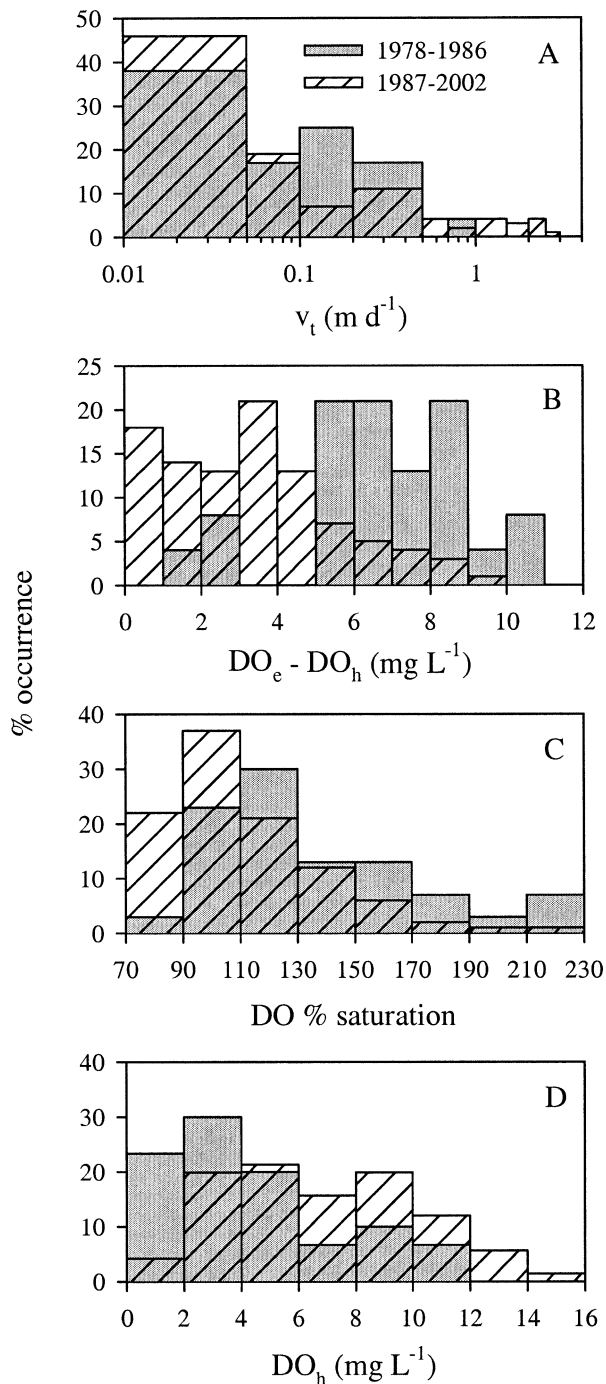 50
40
30
20
10
0
1978-1986
1987-2002
A
0.01 0.1 1
v_t (m d⁻¹)
25
20
15
10
5
0
B
0 2 4 6 8 10 12
DO_e - DO_h (mg L⁻¹)
% occurrence
40
30
20
10
0
C
70 90 110 130 150 170 190 210 230
DO % saturation
40
30
20
10
0
D
0 2 4 6 8 10 12 14 16
DO_h (mg L⁻¹)